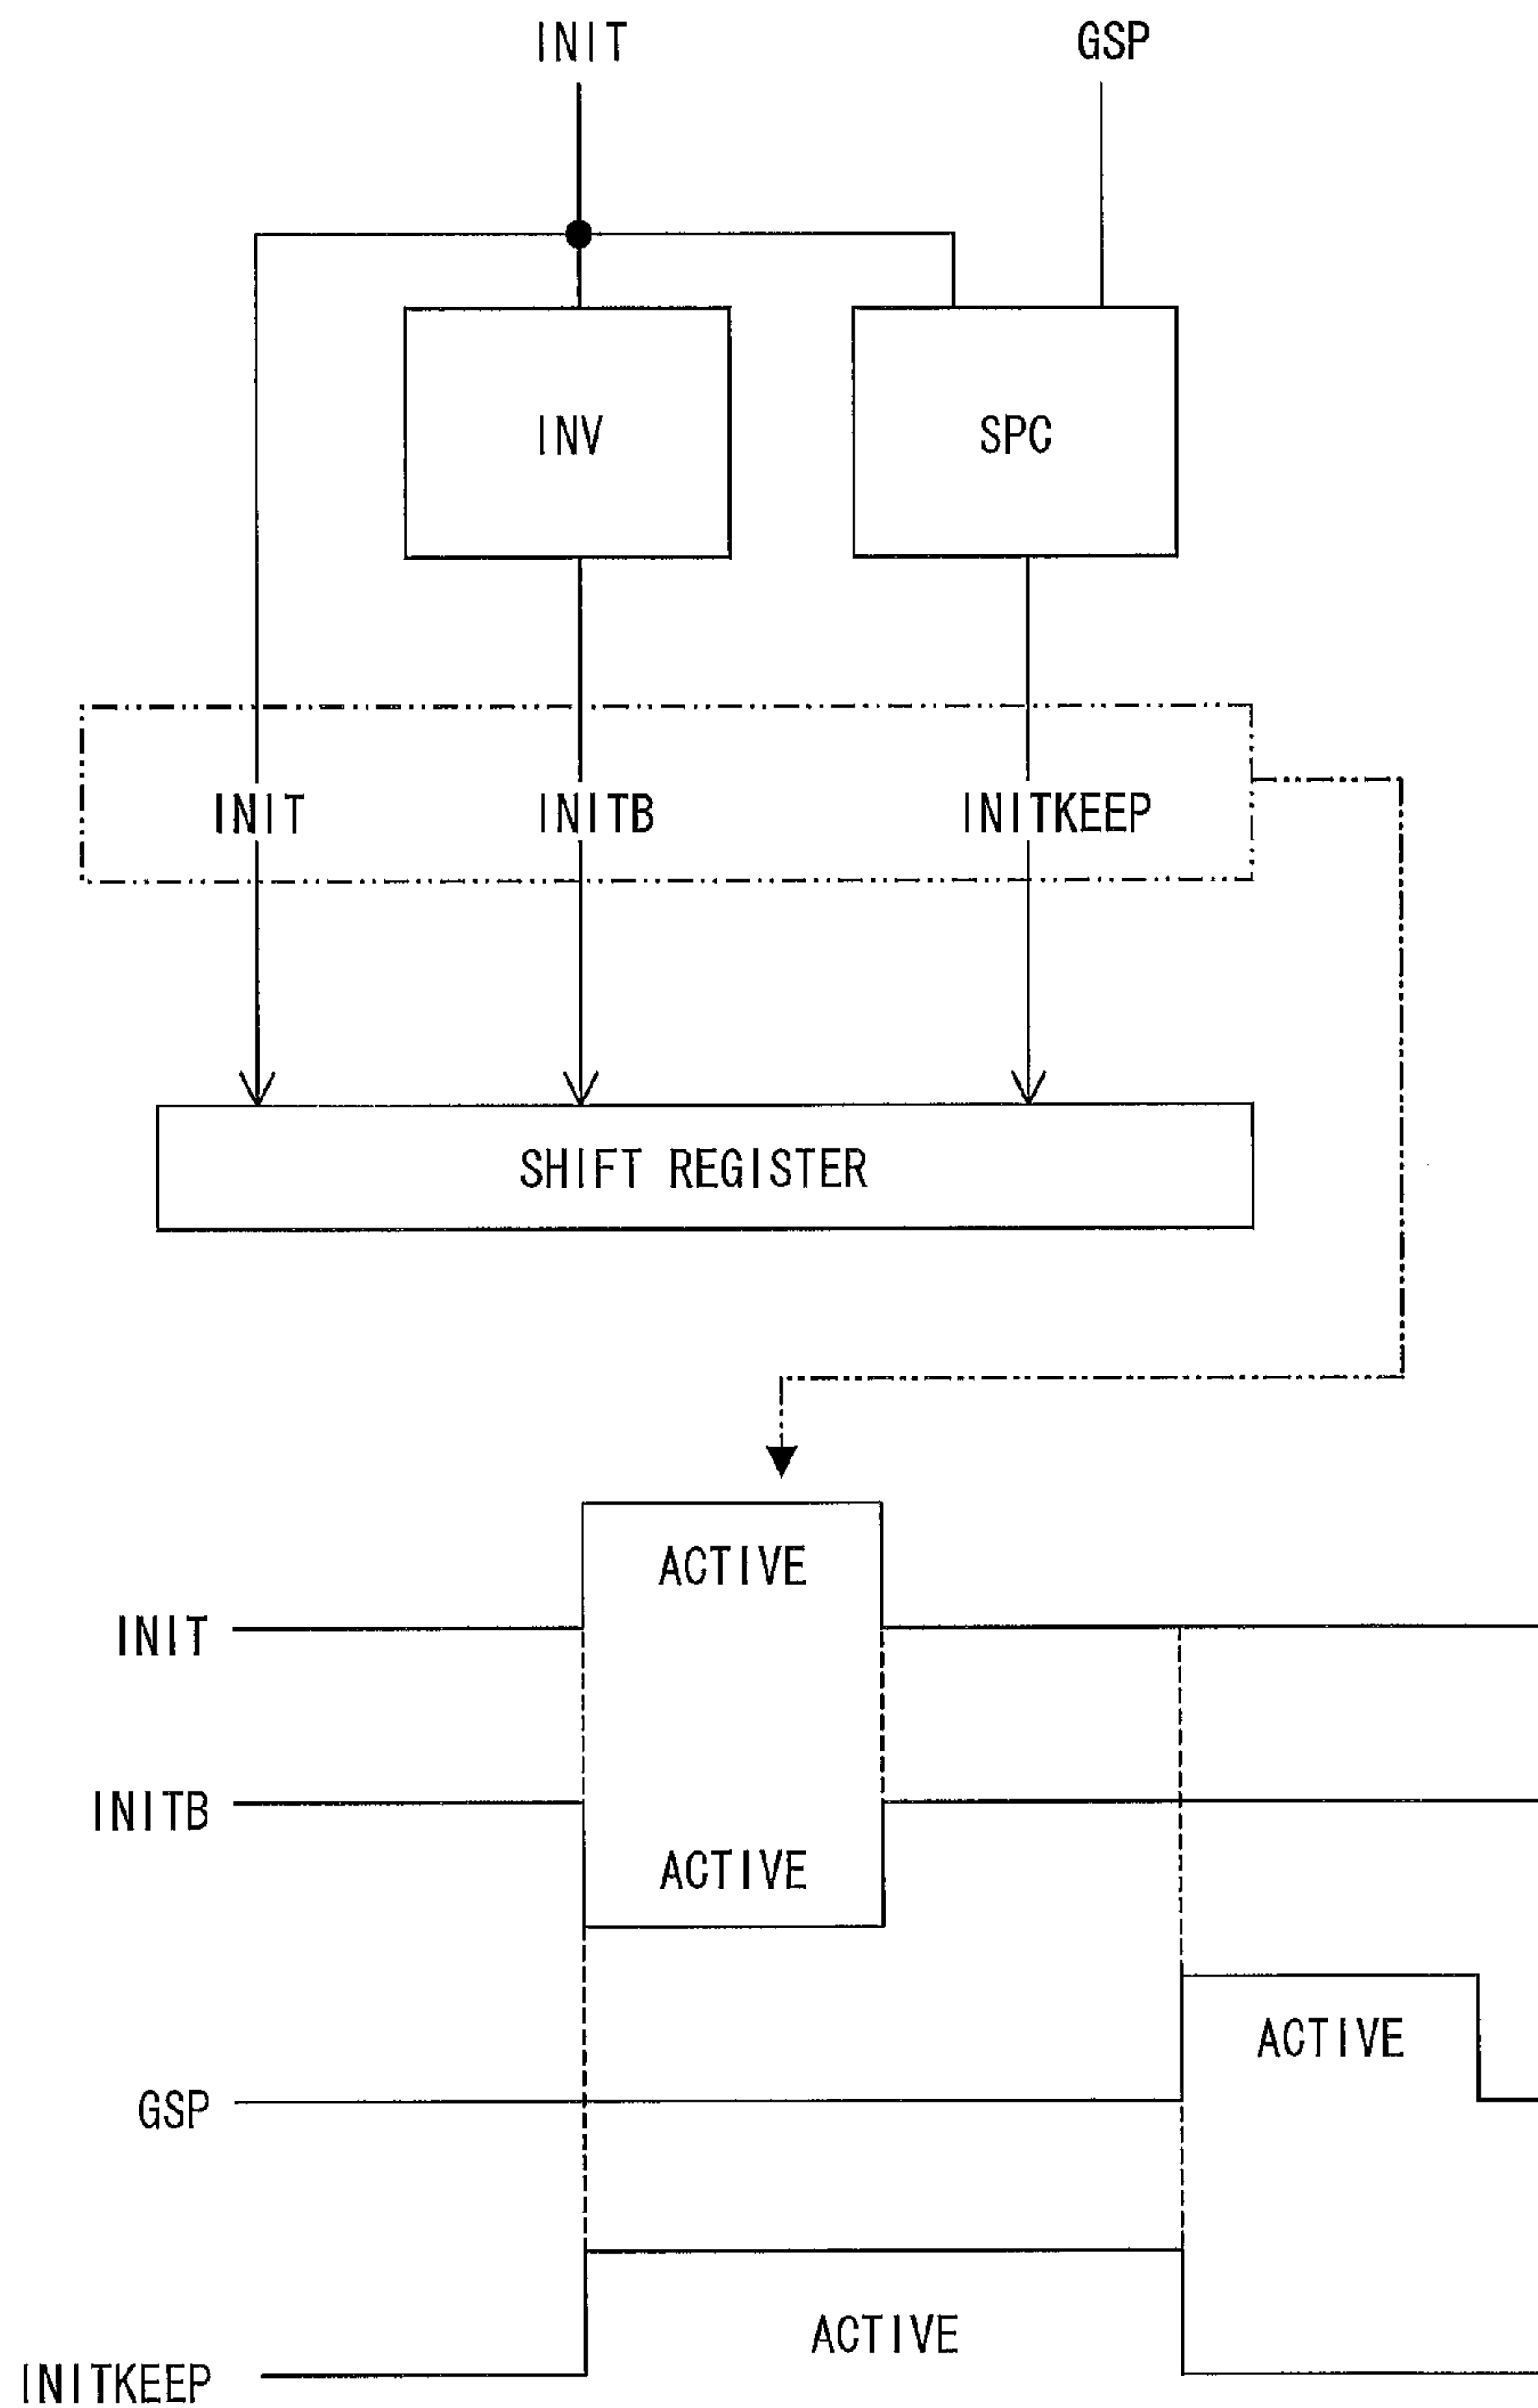 INIT GSP
INV SPC
INIT INITB INITKEEP
SHIFT REGISTER
ACTIVE
INIT
INITB
ACTIVE
ACTIVE
GSP
ACTIVE
INITKEEP